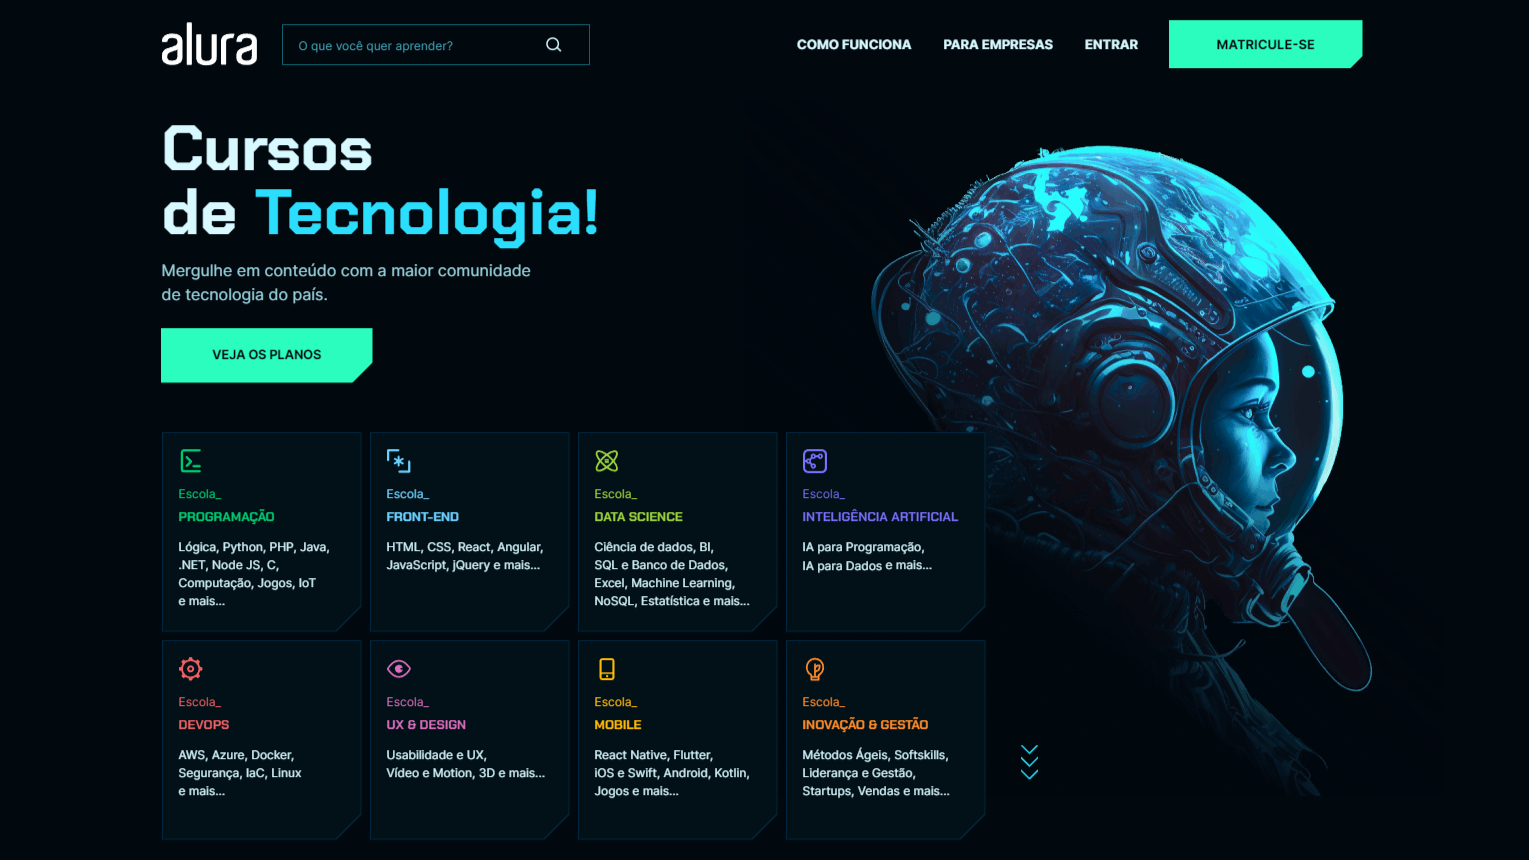 alura
O que você quer aprender?
COMO FUNCIONA
PARA EMPRESAS
ENTRAR
MATRICULE-SE
Cursos
de Tecnologia!
Mergulhe em conteúdo com a maior comunidade
de tecnologia do país.
VEJA OS PLANOS
Escola_
PROGRAMAÇÃO
Lógica, Python, PHP, Java,
.NET, Node JS, C,
Computação, Jogos, IoT
e mais...
Escola_
FRONT-END
HTML, CSS, React, Angular,
JavaScript, jQuery e mais...
Escola_
DATA SCIENCE
Ciência de dados, BI,
SQL e Banco de Dados,
Excel, Machine Learning,
NoSQL, Estatística e mais...
Escola_
INTELIGÊNCIA ARTIFICIAL
IA para Programação,
IA para Dados e mais...
Escola_
DEVOPS
AWS, Azure, Docker,
Segurança, IaC, Linux
e mais...
Escola_
UX & DESIGN
Usabilidade e UX,
Vídeo e Motion, 3D e mais...
Escola_
MOBILE
React Native, Flutter,
iOS e Swift, Android, Kotlin,
Jogos e mais...
Escola_
INOVAÇÃO & GESTÃO
Métodos Ágeis, Softskills,
Liderança e Gestão,
Startups, Vendas e mais...